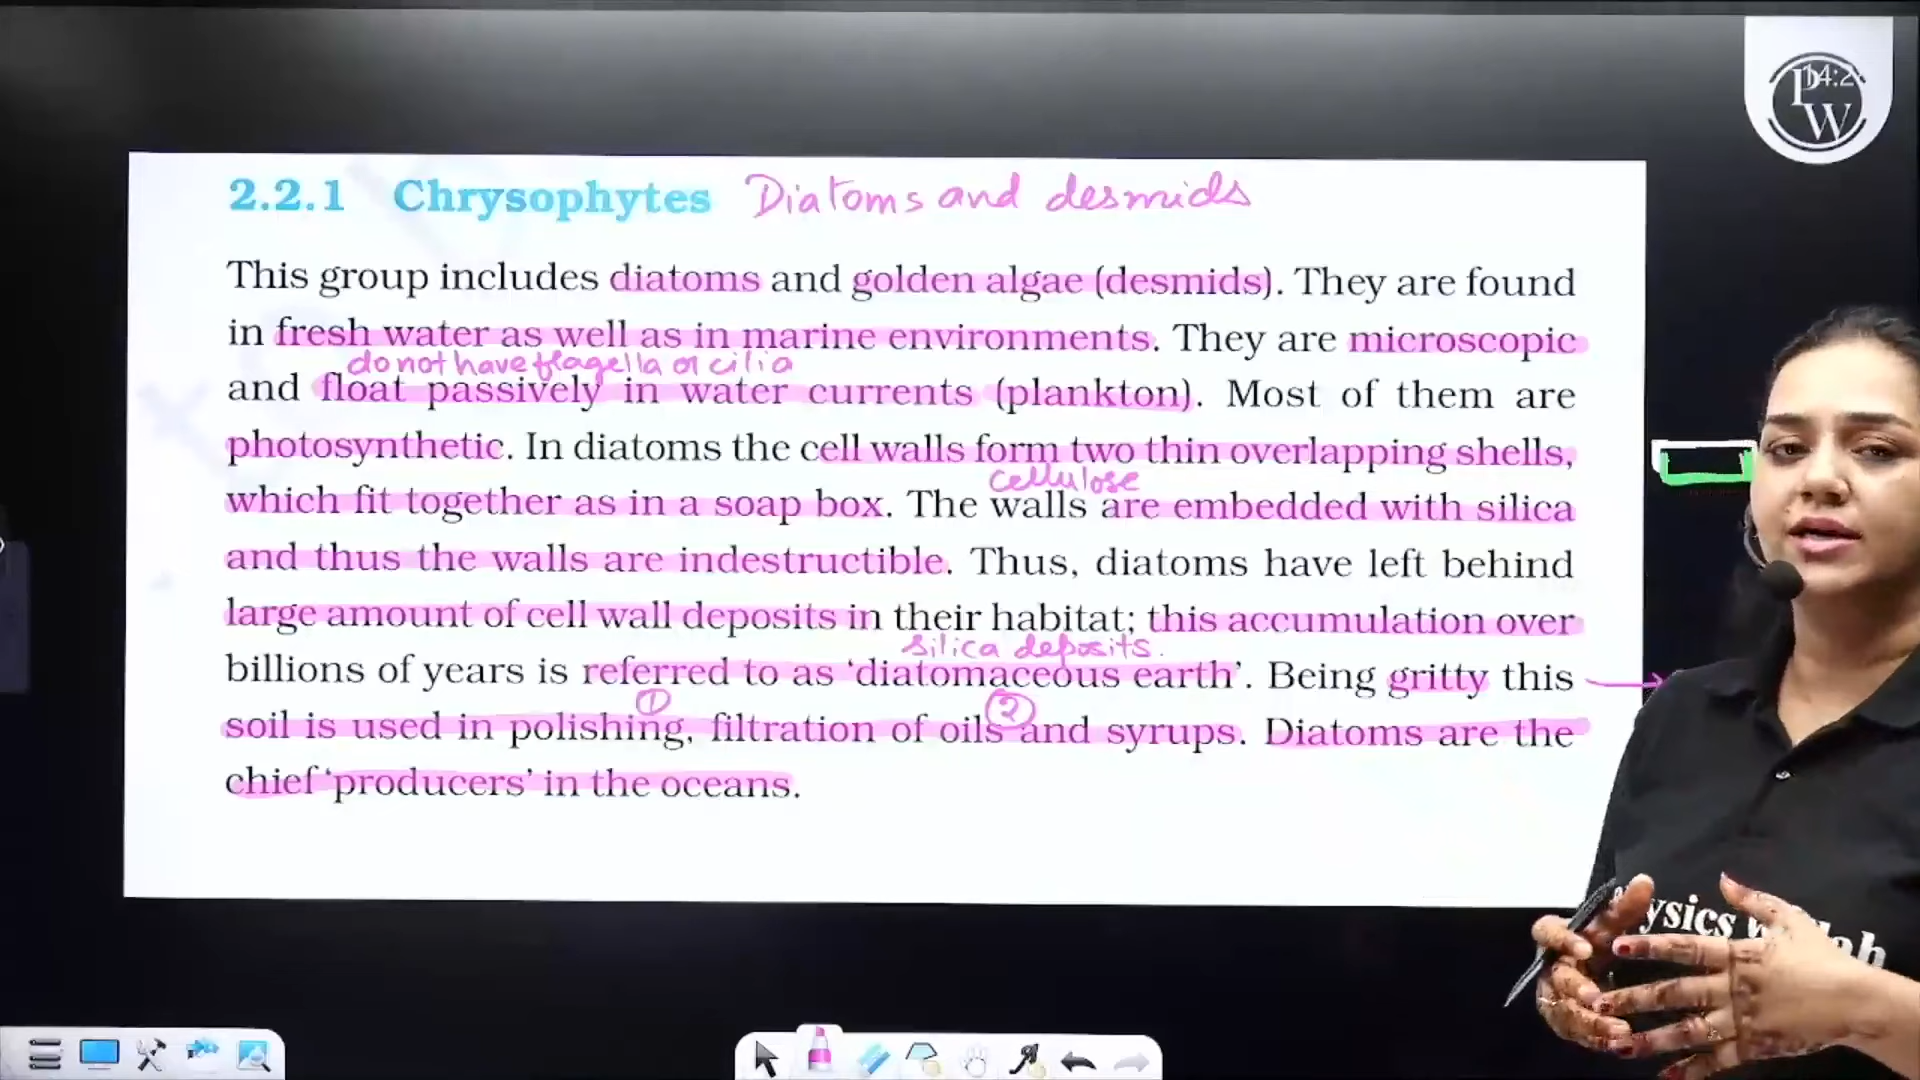 14:2
PW
2.2.1 Chrysophytes Diatoms and desmids
This group includes diatoms and golden algae (desmids). They are found
in fresh water as well as in marine environments. They are microscopic
do not have flagella or cilia
and float passively in water currents (plankton). Most of them are
photosynthetic. In diatoms the cell walls form two thin overlapping shells,
cellulose
which fit together as in a soap box. The walls are embedded with silica
and thus the walls are indestructible. Thus, diatoms have left behind
large amount of cell wall deposits in their habitat; this accumulation over
silica deposits.
billions of years is referred to as ‘diatomaceous earth’. Being gritty this
① ②
soil is used in polishing, filtration of oils and syrups. Diatoms are the
chief ‘producers’ in the oceans.
ysics W